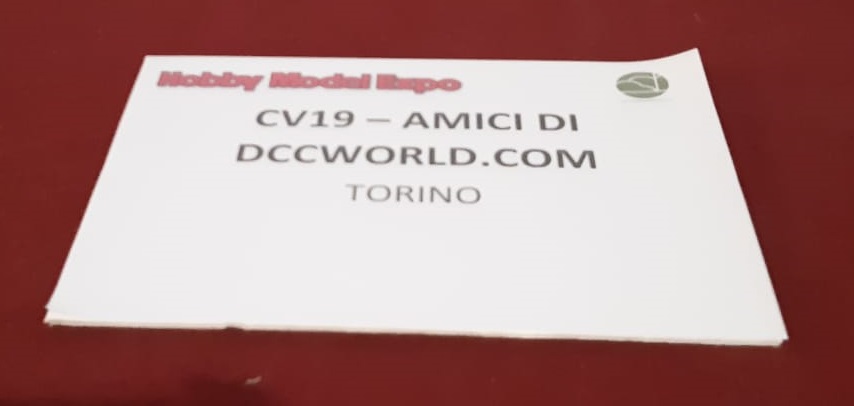 Hobby Model Expo
CV19 – AMICI DI
DCCWORLD.COM
TORINO